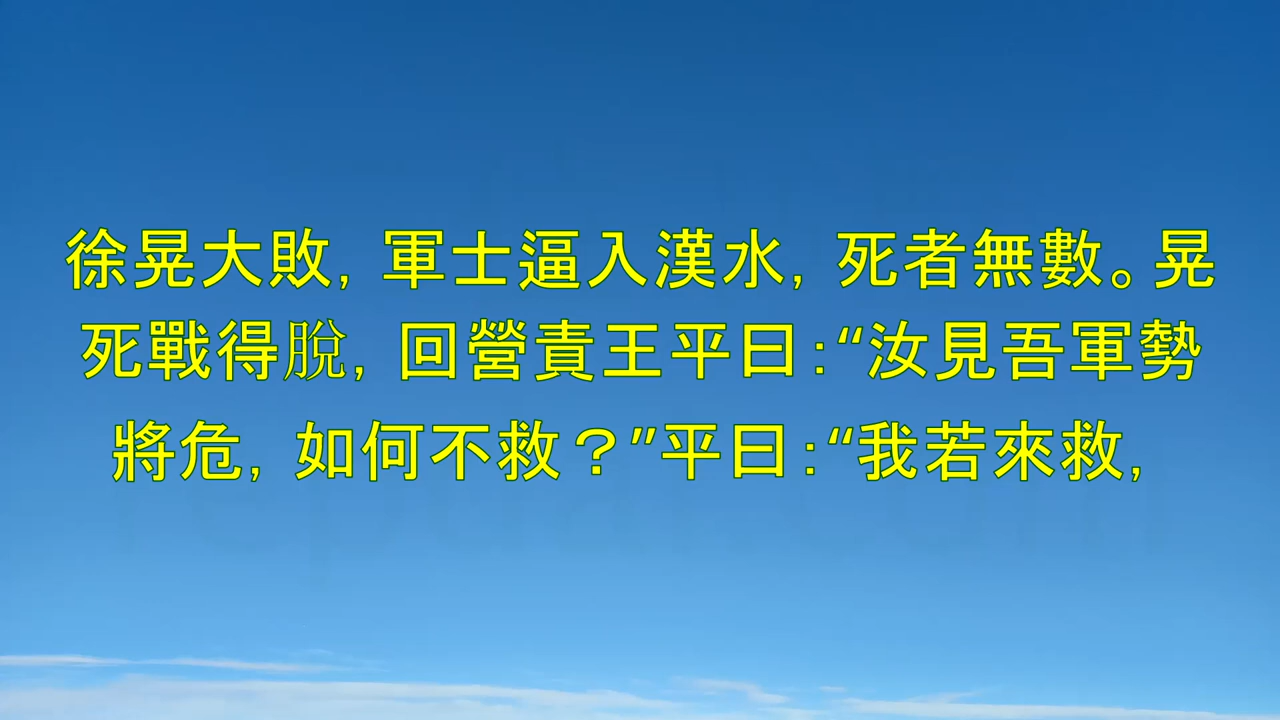 徐晃大敗，軍士逼入漢水，死者無數。晃
死戰得脫，回營責王平曰：“汝見吾軍勢
將危，如何不救？”平曰：“我若來救，